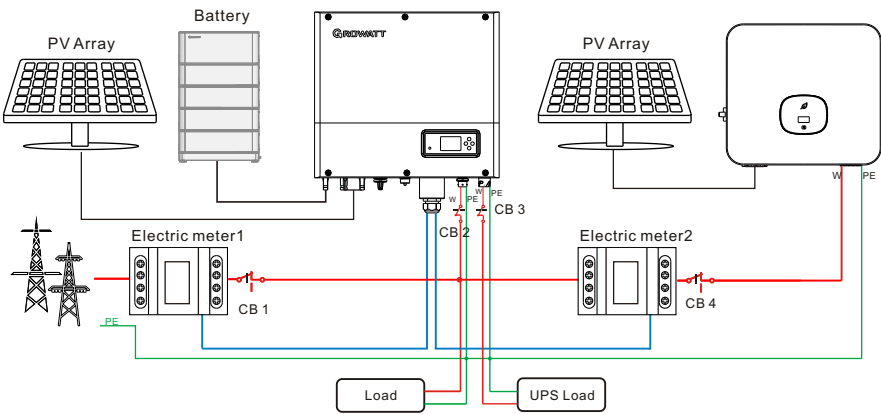 Battery
PV Array
GROWATT
PV Array
W
PE
W
PE
W
PE
CB 2
CB 3
Electric meter1
Electric meter2
CB 1
CB 4
PE
Load
UPS Load